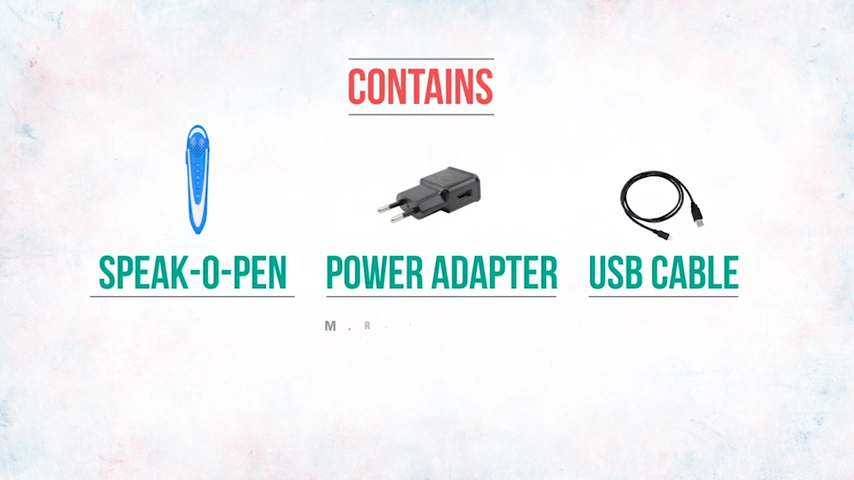 CONTAINS
SPEAK-O-PEN POWER ADAPTER USB CABLE
M . R .